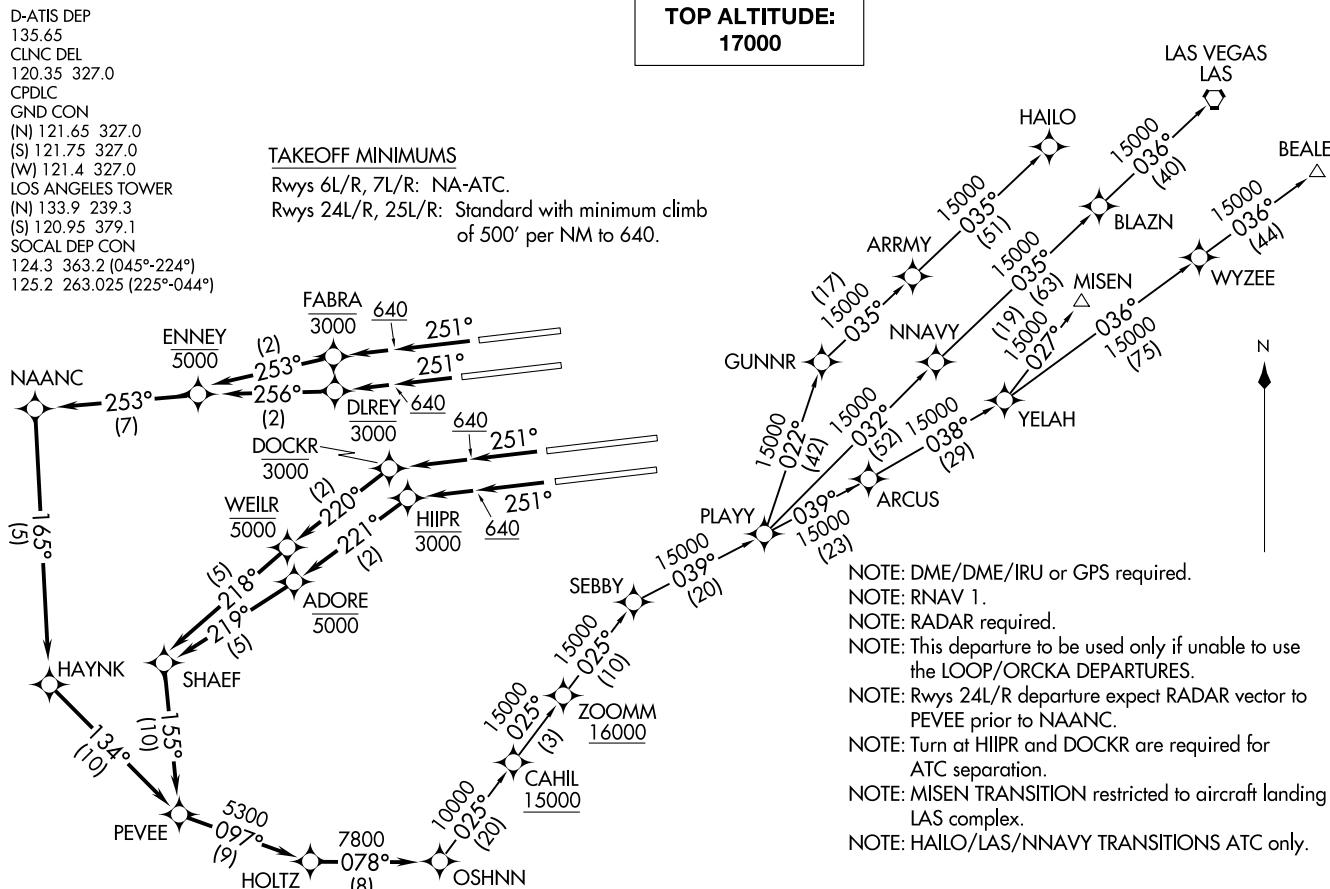 D-ATIS DEP
135.65
CLNC DEL
120.35 327.0
CPDLC
GND CON
(N) 121.65 327.0
(S) 121.75 327.0
(W) 121.4 327.0
LOS ANGELES TOWER
(N) 133.9 239.3
(S) 120.95 379.1
SOCAL DEP CON
124.3 363.2 (045°-224°)
125.2 263.025 (225°-044°)
TOP ALTITUDE:
17000
TAKEOFF MINIMUMS
Rwys 6L/R, 7L/R: NA-ATC.
Rwys 24L/R, 25L/R: Standard with minimum climb
of 500' per NM to 640.
LAS VEGAS
LAS
HAILO
BEALE
15000
036°
(40)
15000
035°
(51)
15000
036°
(44)
BLAZN
ARRMY
WYZEE
(17)
15000
035°
15000
035°
(63)
MISEN
(19)
15000
027°
036°
15000
(75)
GUNNR
NNAVY
YELAH
N
15000
022°
(42)
15000
032°
(52)
15000
038°
(29)
ARCUS
PLAYY
039°
15000
(23)
FABRA
3000
640
251°
ENNEY
5000
(2)
253°
251°
NAANC
253°
(7)
256°
(2)
DLREY
3000
640
DOCKR
3000
640
251°
(2)
220°
WEILR
5000
HIIPR
3000
640
251°
221°
(2)
165°
(5)
(5)
218°
ADORE
5000
219°
(5)
HAYNK
SHAEF
134°
(10)
155°
(10)
PEVEE
5300
097°
(9)
HOLTZ
7800
078°
(8)
OSHNN
10000
025°
(20)
CAHIL
15000
15000
025°
(3)
ZOOMM
16000
15000
025°
(10)
SEBBY
15000
039°
(20)
NOTE: DME/DME/IRU or GPS required.
NOTE: RNAV 1.
NOTE: RADAR required.
NOTE: This departure to be used only if unable to use
the LOOP/ORCKA DEPARTURES.
NOTE: Rwys 24L/R departure expect RADAR vector to
PEVEE prior to NAANC.
NOTE: Turn at HIIPR and DOCKR are required for
ATC separation.
NOTE: MISEN TRANSITION restricted to aircraft landing
LAS complex.
NOTE: HAILO/LAS/NNAVY TRANSITIONS ATC only.